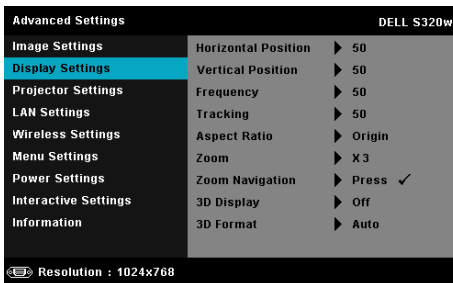 Advanced Settings DELL S320w
Image Settings
Display Settings
Projector Settings
LAN Settings
Wireless Settings
Menu Settings
Power Settings
Interactive Settings
Information
Horizontal Position 50
Vertical Position 50
Frequency 50
Tracking 50
Aspect Ratio Origin
Zoom X3
Zoom Navigation Press ✓
3D Display Off
3D Format Auto
Resolution : 1024x768